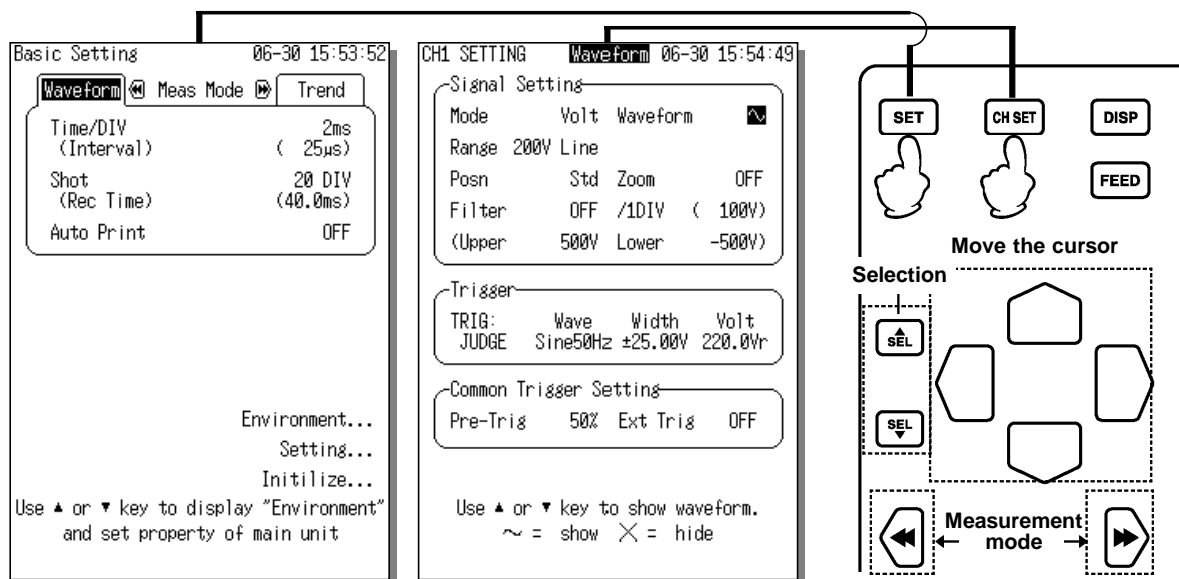 Basic Setting 06-30 15:53:52
Waveform Meas Mode Trend
Time/DIV 2ms
(Interval) ( 25µs)
Shot 20 DIV
(Rec Time) (40.0ms)
Auto Print OFF
Environment...
Setting...
Initilize...
Use ▲ or ▼ key to display "Environment"
and set property of main unit
CH1 SETTING Waveform 06-30 15:54:49
Signal Setting
Mode Volt Waveform ~
Range 200V Line
Posn Std Zoom OFF
Filter OFF /1DIV ( 100V)
(Upper 500V Lower -500V)
Trigger
TRIG: Wave Width Volt
JUDGE Sine50Hz ±25.00V 220.0Vr
Common Trigger Setting
Pre-Trig 50% Ext Trig OFF
Use ▲ or ▼ key to show waveform.
~ = show ╳ = hide
SET CH SET DISP
FEED
Move the cursor
Selection
SEL
SEL
Measurement
mode